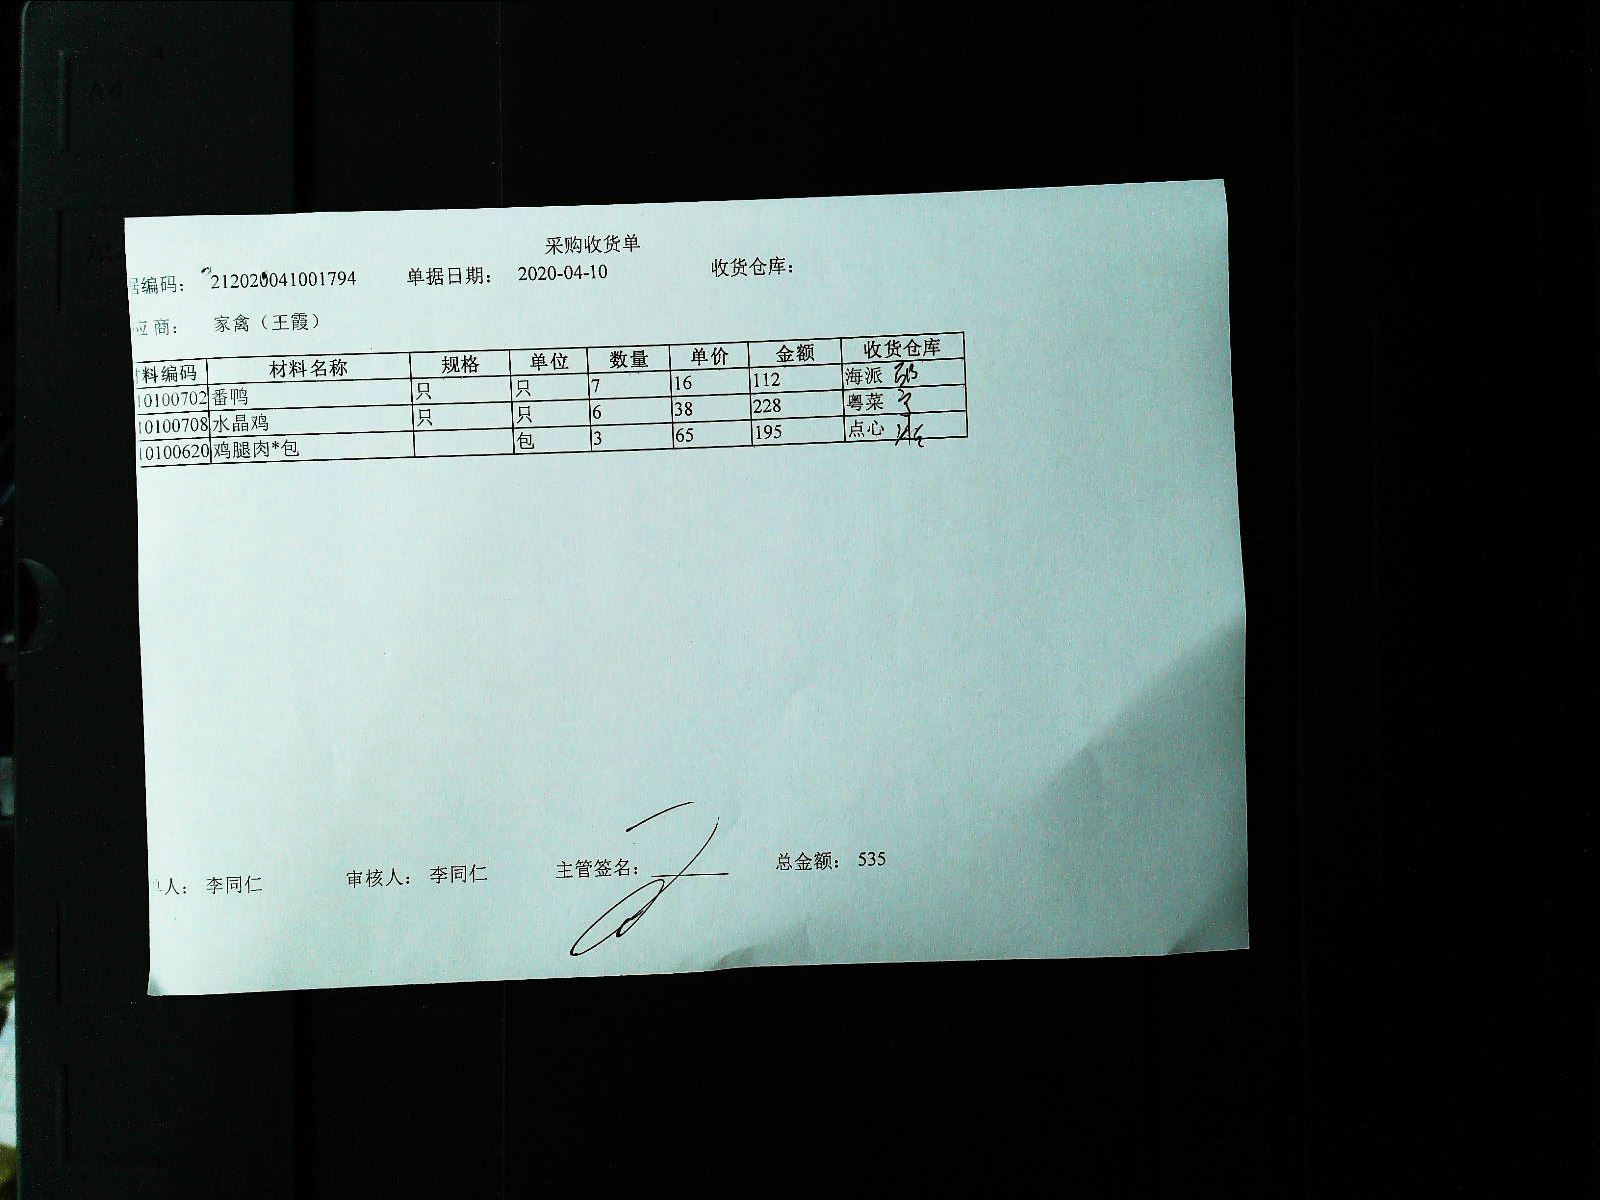 采购收货单
据编码： 212020041001794 单据日期： 2020-04-10 收货仓库：
应商： 家禽（王霞）
材料编码 材料名称 规格 单位 数量 单价 金额 收货仓库
10100702 番鸭 只 只 7 16 112 海派
10100708 水晶鸡 只 只 6 38 228 粤菜
10100620 鸡腿肉*包 包 3 65 195 点心
人： 李同仁 审核人： 李同仁 主管签名： 总金额： 535